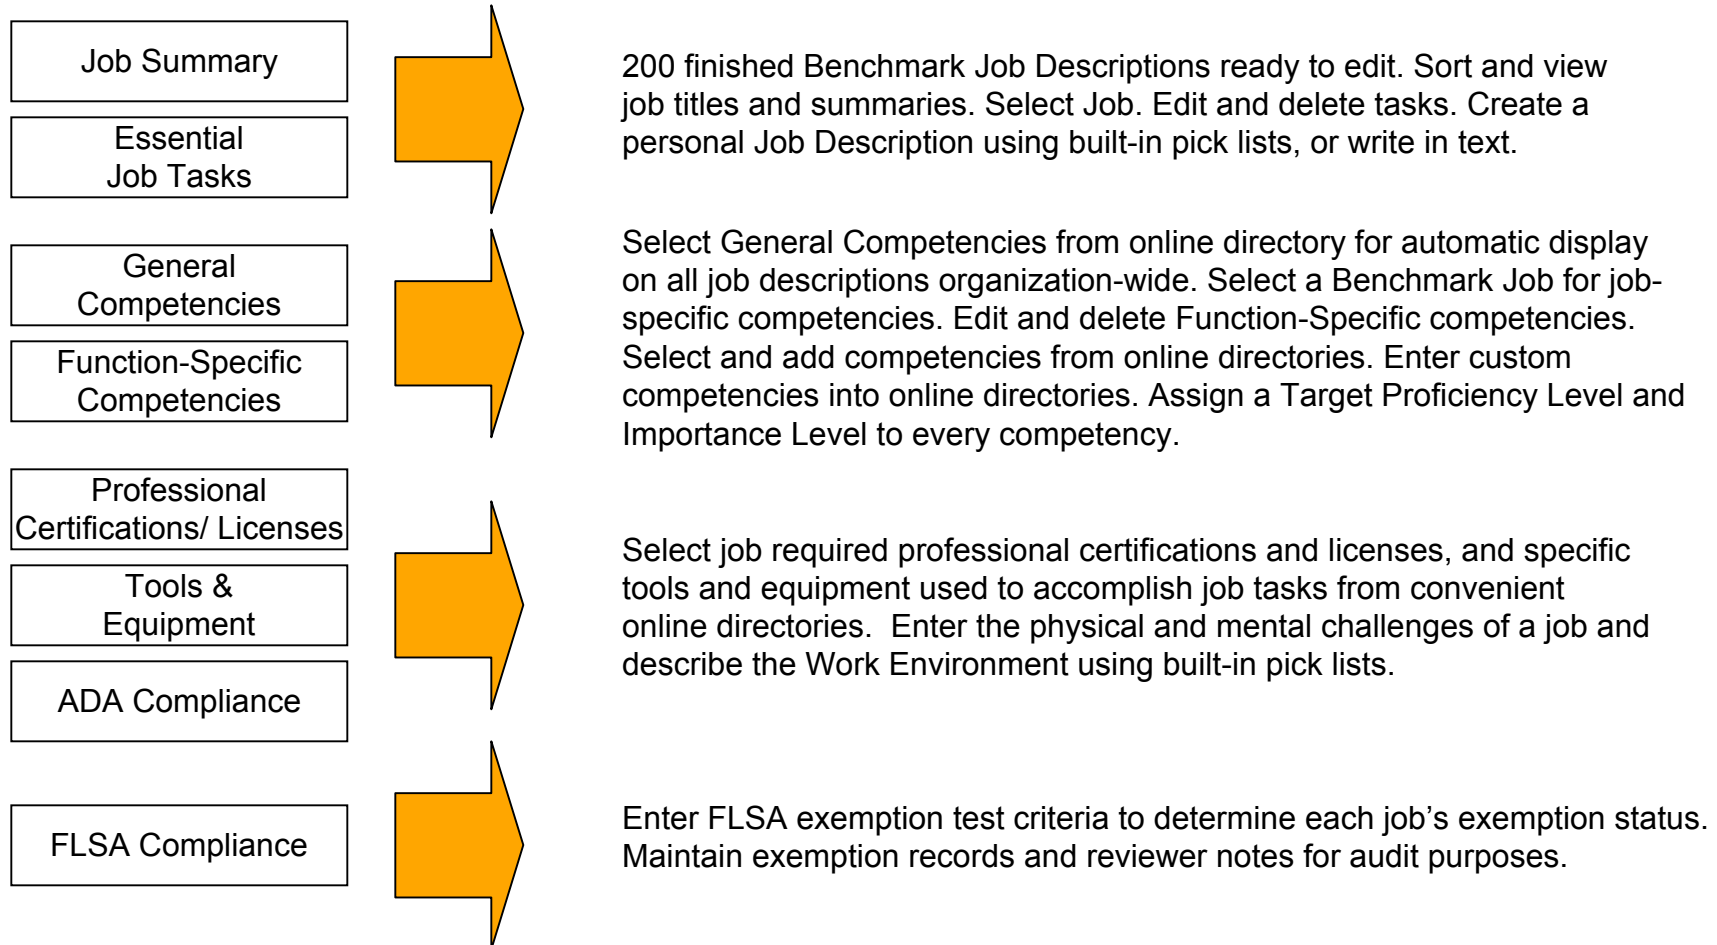 Job Summary
Essential
Job Tasks
200 finished Benchmark Job Descriptions ready to edit. Sort and view
job titles and summaries. Select Job. Edit and delete tasks. Create a
personal Job Description using built-in pick lists, or write in text.
General
Competencies
Function-Specific
Competencies
Select General Competencies from online directory for automatic display
on all job descriptions organization-wide. Select a Benchmark Job for job-
specific competencies. Edit and delete Function-Specific competencies.
Select and add competencies from online directories. Enter custom
competencies into online directories. Assign a Target Proficiency Level and
Importance Level to every competency.
Professional
Certifications/ Licenses
Tools &
Equipment
ADA Compliance
Select job required professional certifications and licenses, and specific
tools and equipment used to accomplish job tasks from convenient
online directories.  Enter the physical and mental challenges of a job and
describe the Work Environment using built-in pick lists.
FLSA Compliance
Enter FLSA exemption test criteria to determine each job’s exemption status.
Maintain exemption records and reviewer notes for audit purposes.